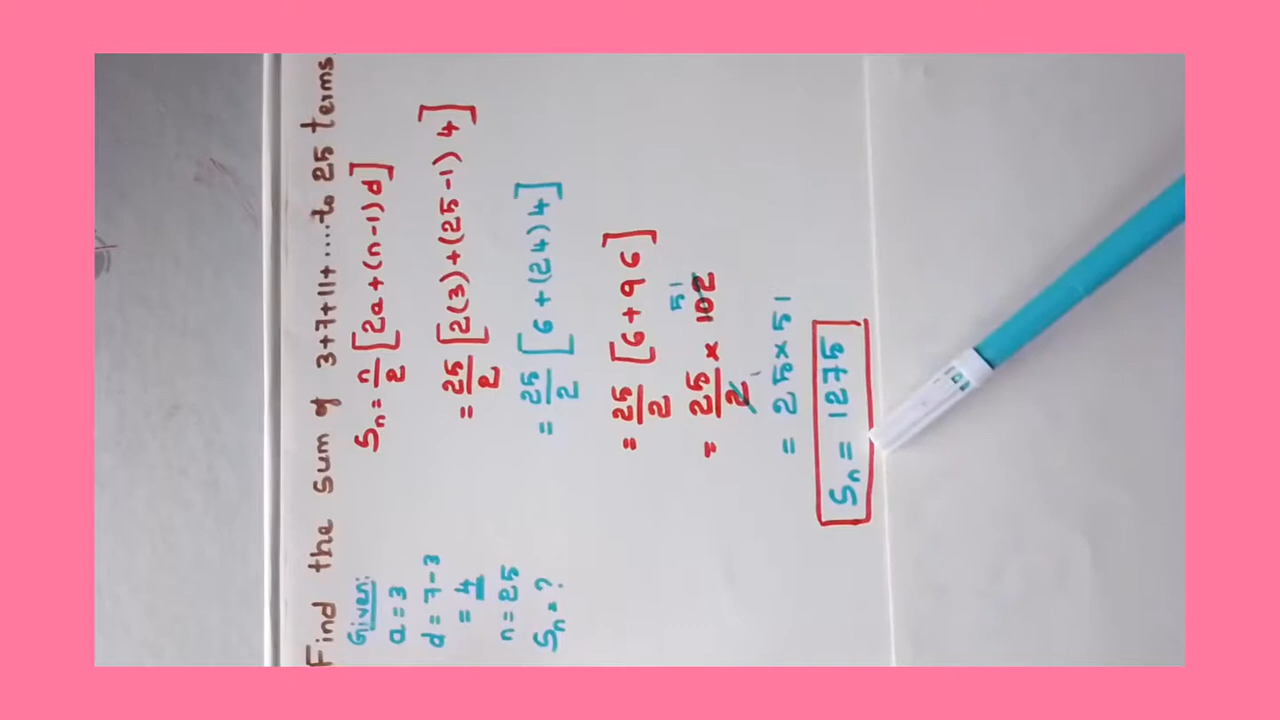 Find the sum of 3+7+11+....to 25 terms
Given:
a = 3
d = 7-3
= 4
n = 25
Sn = ?
Sn = n/2 [2a+(n-1)d]
= 25/2 [2(3)+(25-1)4]
= 25/2 [6+(24)4]
= 25/2 [6+96]
51
= 25/2 × 102
= 25×51
Sn = 1275